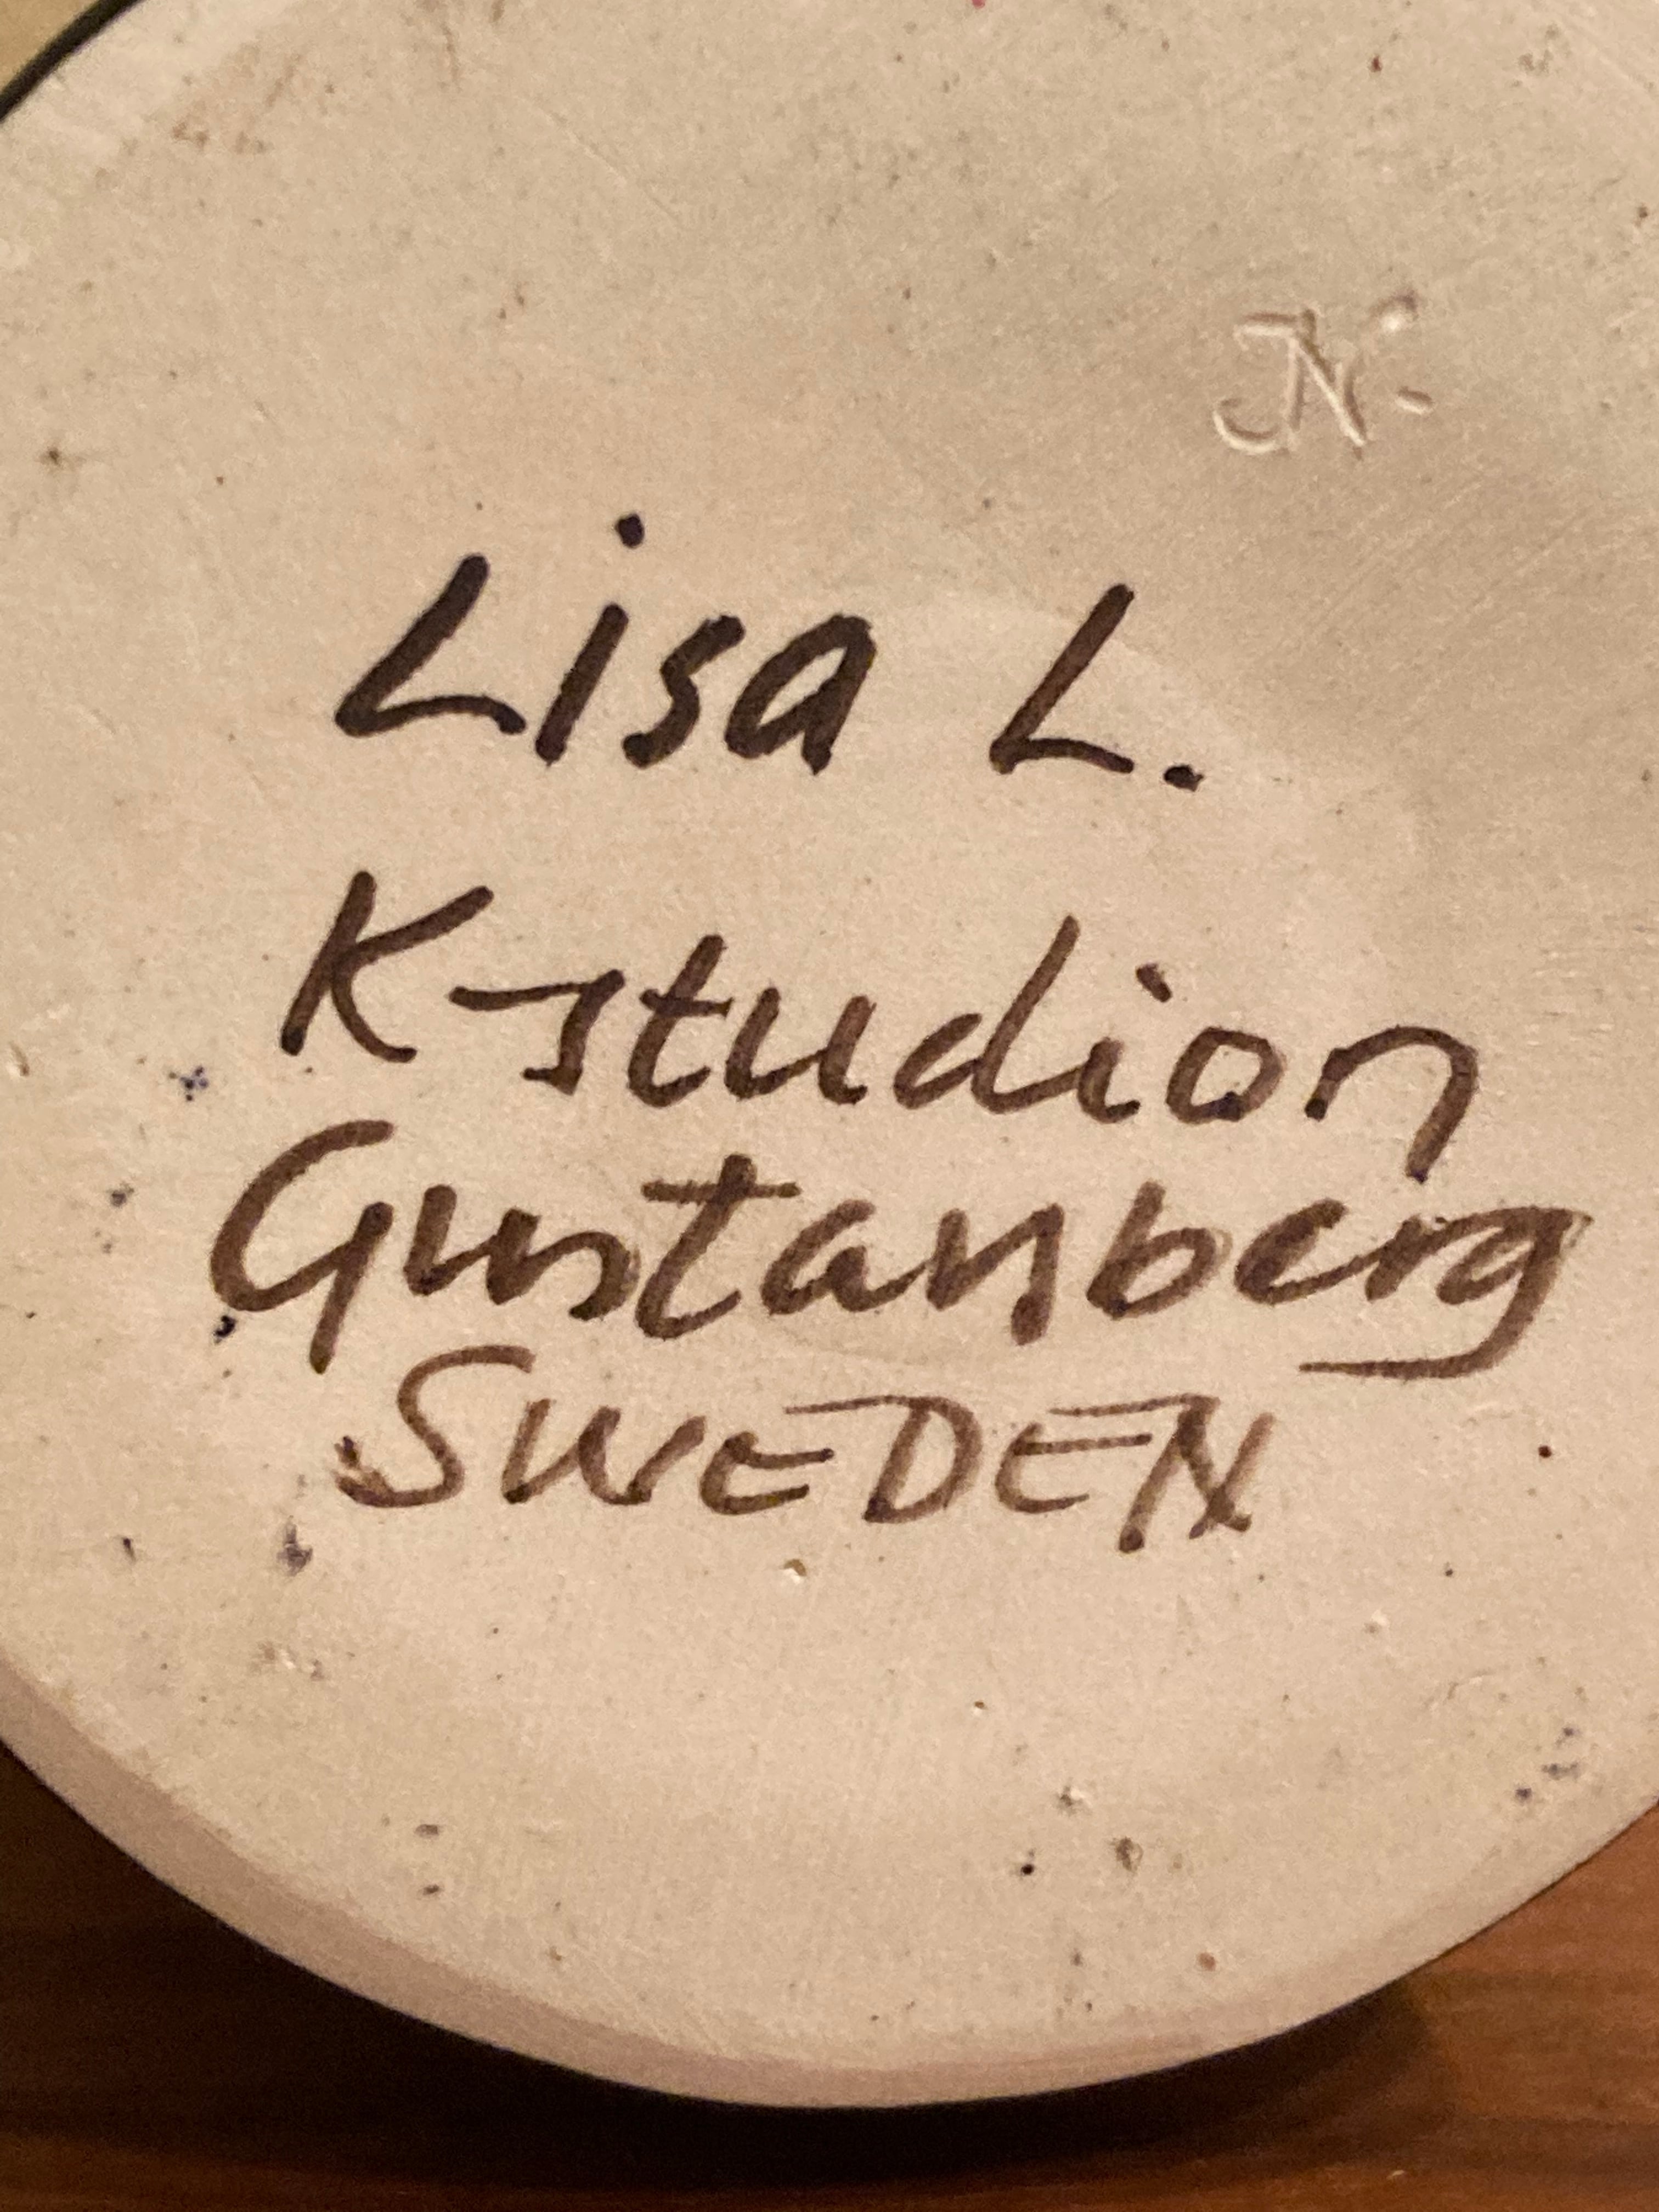 N.
Lisa L.
K-studion
Gustavsberg
SWEDEN